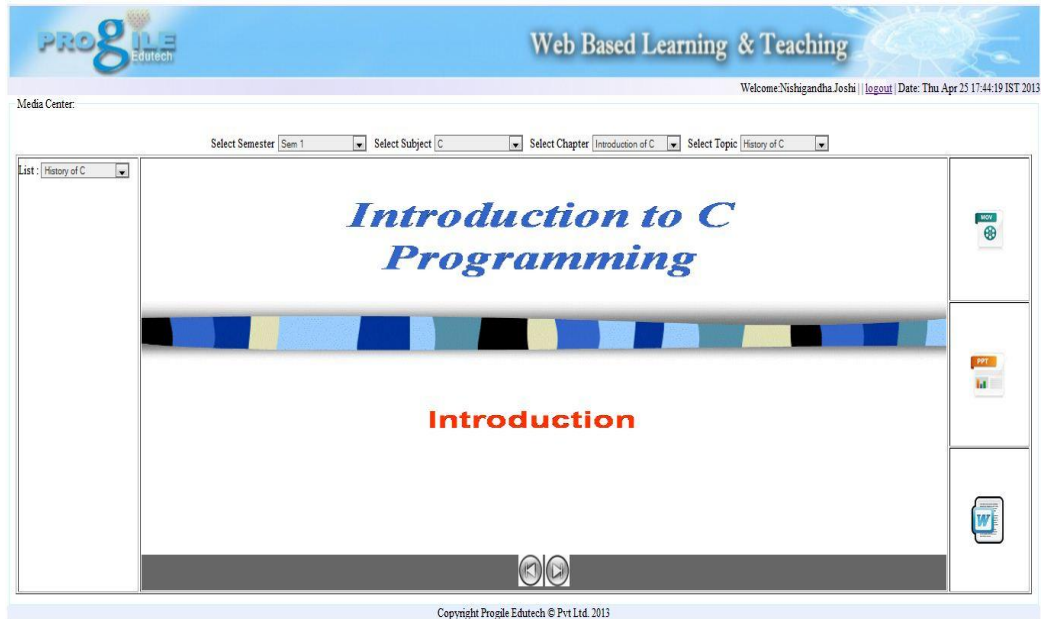 PROgILE
Edutech
Web Based Learning & Teaching
Welcome:Nishigandha.Joshi || logout | Date: Thu Apr 25 17:44:19 IST 2013
Media Center:
Select Semester Sem 1 Select Subject C Select Chapter Introduction of C Select Topic History of C
List : History of C
Introduction to C
Programming
MOV
PPT
Introduction
W
Copyright Progile Edutech © Pvt Ltd. 2013